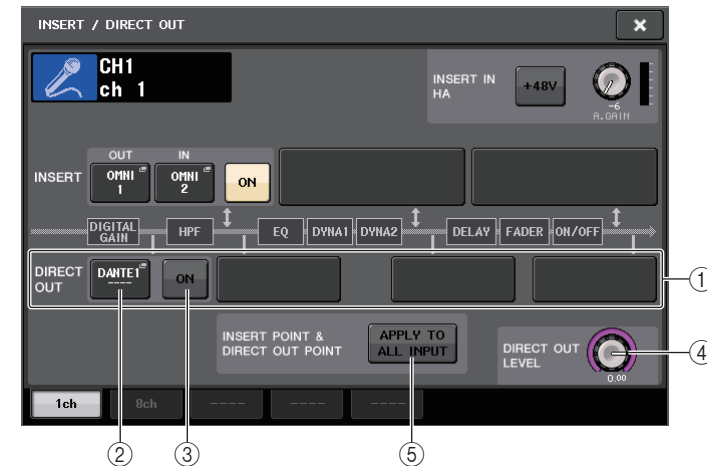 INSERT / DIRECT OUT
CH1
ch 1
INSERT IN
HA
+48V
-6
A.GAIN
OUT
IN
INSERT
OMNI
1
OMNI
2
ON
DIGITAL
GAIN
HPF
EQ
DYNA1
DYNA2
DELAY
FADER
ON/OFF
DIRECT
OUT
DANTE1
----
ON
①
INSERT POINT &
DIRECT OUT POINT
APPLY TO
ALL INPUT
DIRECT OUT
LEVEL
0.00
④
1ch
8ch
----
----
----
②
③
⑤